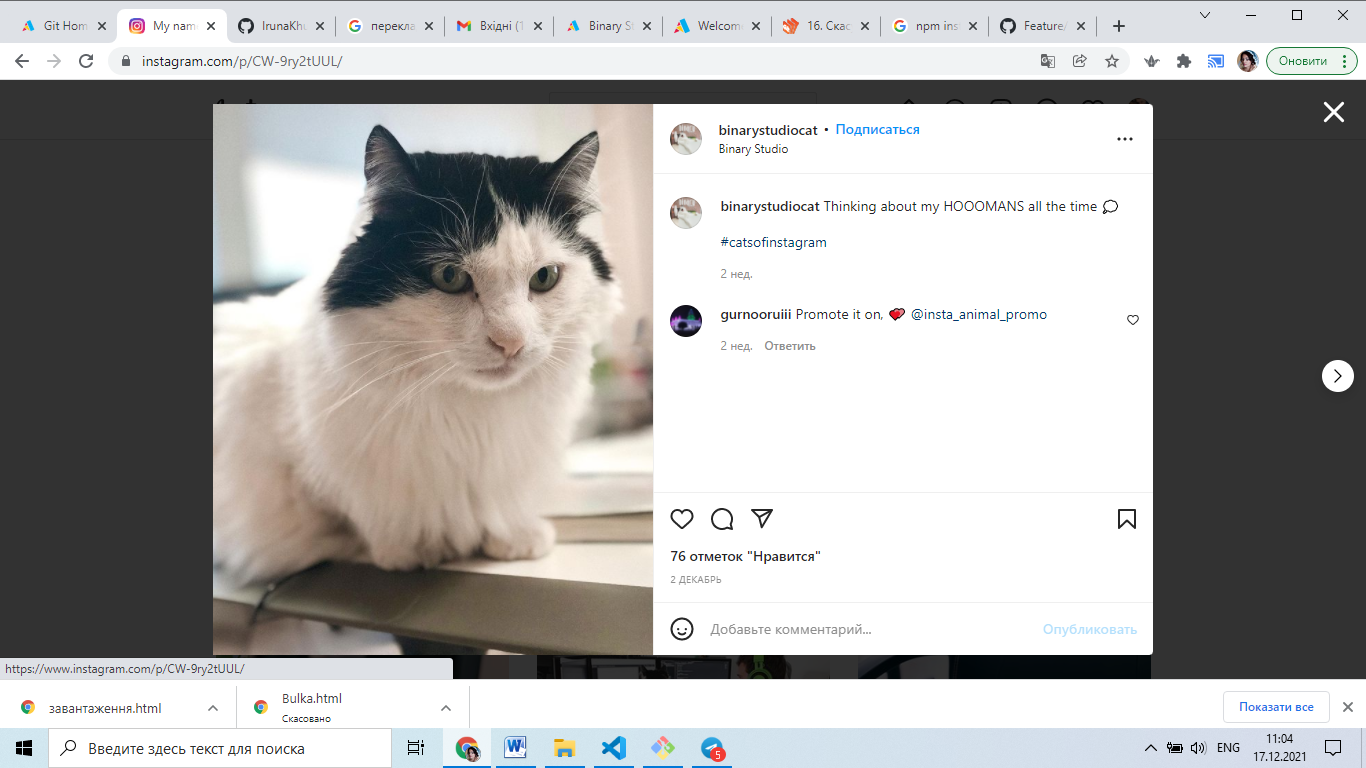 Git Hom
My nam
IrunaKh
перекла
Вхідні (1
Binary St
Welcom
16. Скас
npm ins
Feature/
instagram.com/p/CW-9ry2tUUL/
Оновити
binarystudiocat • Подписаться
Binary Studio
binarystudiocat Thinking about my HOOOMANS all the time
#catsofinstagram
2 нед.
gurnooruiii Promote it on, @insta_animal_promo
2 нед. Ответить
76 отметок "Нравится"
2 ДЕКАБРЬ
Добавьте комментарий...
Опубликовать
https://www.instagram.com/p/CW-9ry2tUUL/
завантаження.html
Bulka.html
Скасовано
Показати все
Введите здесь текст для поиска
W
5
ENG
11:04
17.12.2021